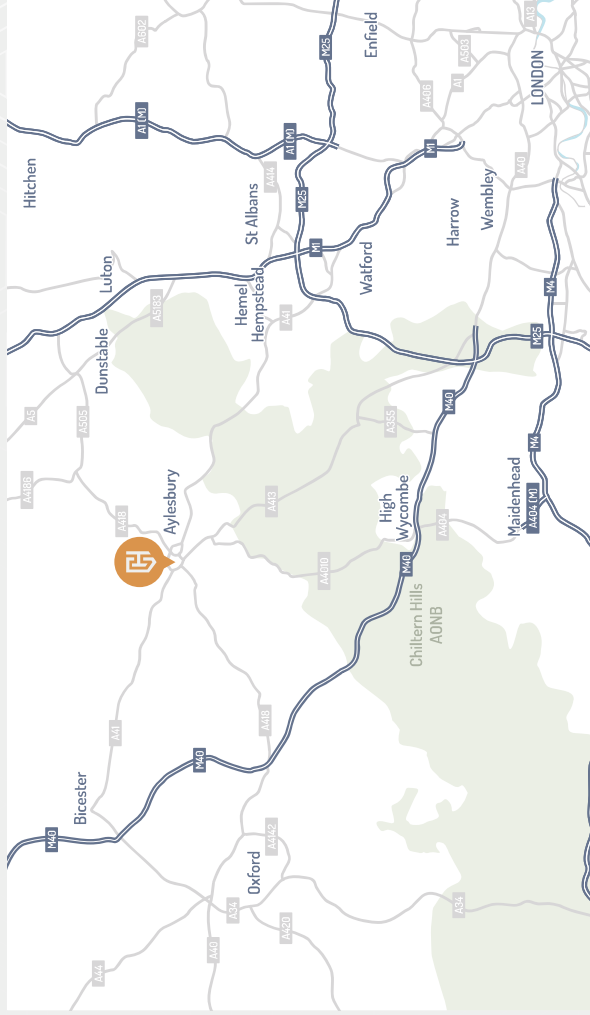 A5
Hitchen
M40
Bicester
A505
A44
Dunstable
Luton
A41
A418
A1(M)
A602
A5183
Aylesbury
M40
A40
A34
Hemel
Hempstead
St Albans
Oxford
A418
A4142
A413
A414
A420
A41
A1(M)
M25
M1
A4010
M25
Watford
Enfield
High
Wycombe
A355
M40
Chiltern Hills
AONB
A406
M1
A404
M40
Harrow
A1
A34
A503
Wembley
Maidenhead
A40
A13
A404(M)
M4
M25
LONDON
M4